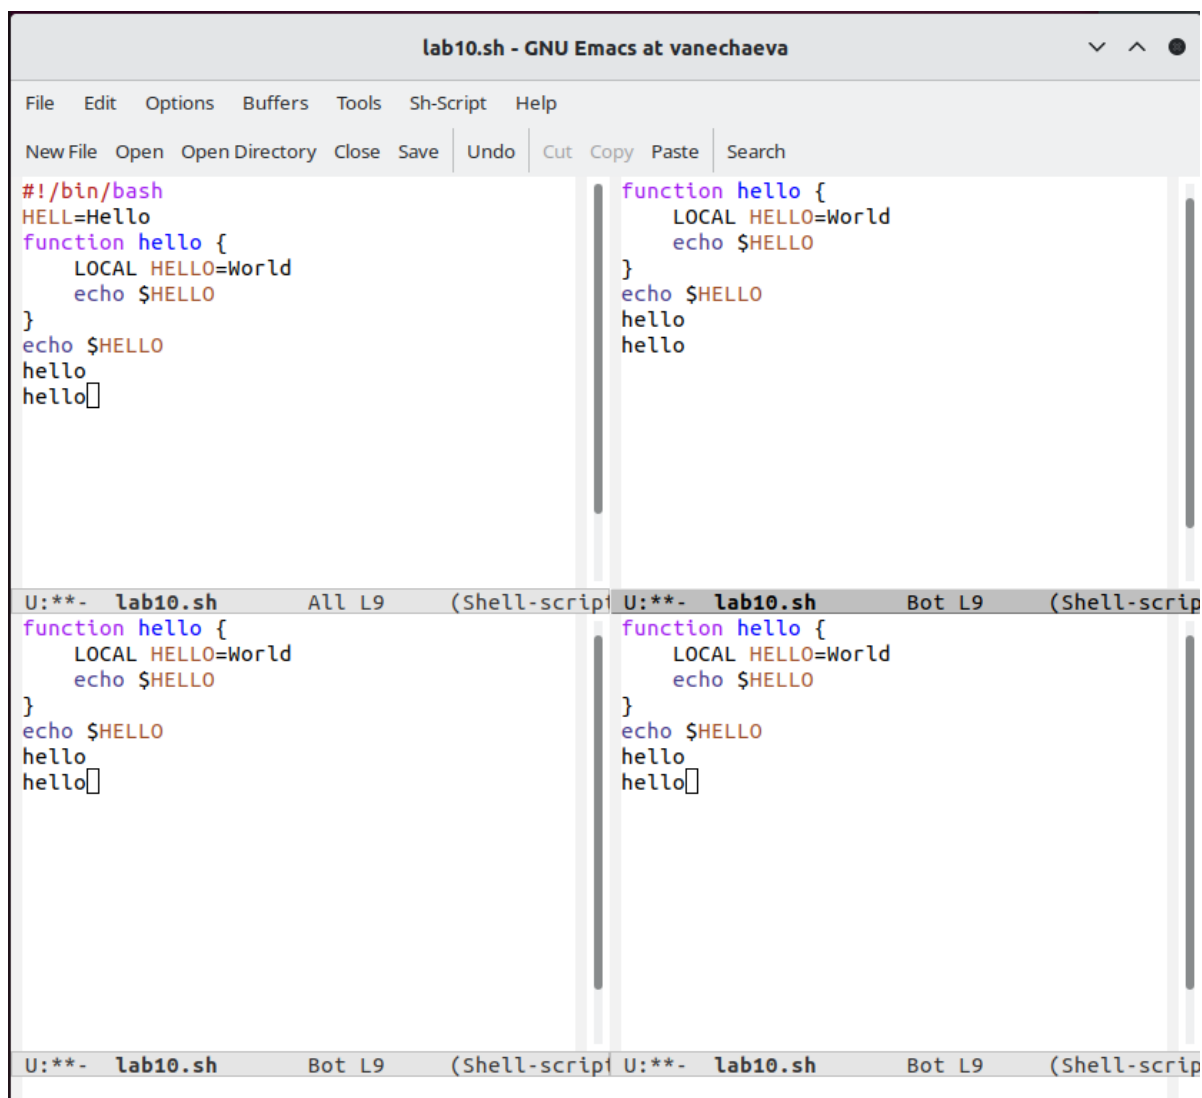 lab10.sh - GNU Emacs at vanechaeva
File Edit Options Buffers Tools Sh-Script Help
New File Open Open Directory Close Save Undo Cut Copy Paste Search
#!/bin/bash
HELL=Hello
function hello {
    LOCAL HELLO=World
    echo $HELLO
}
echo $HELLO
hello
hello
U:**- lab10.sh All L9 (Shell-script
function hello {
    LOCAL HELLO=World
    echo $HELLO
}
echo $HELLO
hello
hello
U:**- lab10.sh Bot L9 (Shell-scrip
function hello {
    LOCAL HELLO=World
    echo $HELLO
}
echo $HELLO
hello
hello
U:**- lab10.sh Bot L9 (Shell-script
function hello {
    LOCAL HELLO=World
    echo $HELLO
}
echo $HELLO
hello
hello
U:**- lab10.sh Bot L9 (Shell-scrip